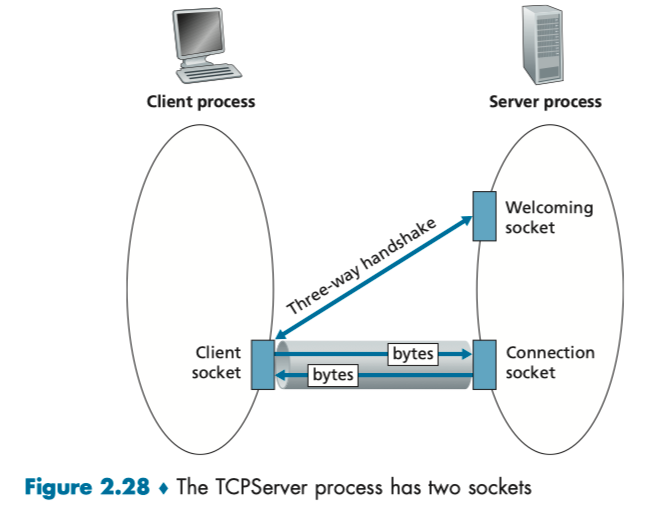 Client process
Server process
Welcoming
socket
Three-way handshake
Client
socket
bytes
bytes
Connection
socket
Figure 2.28 ♦ The TCPServer process has two sockets